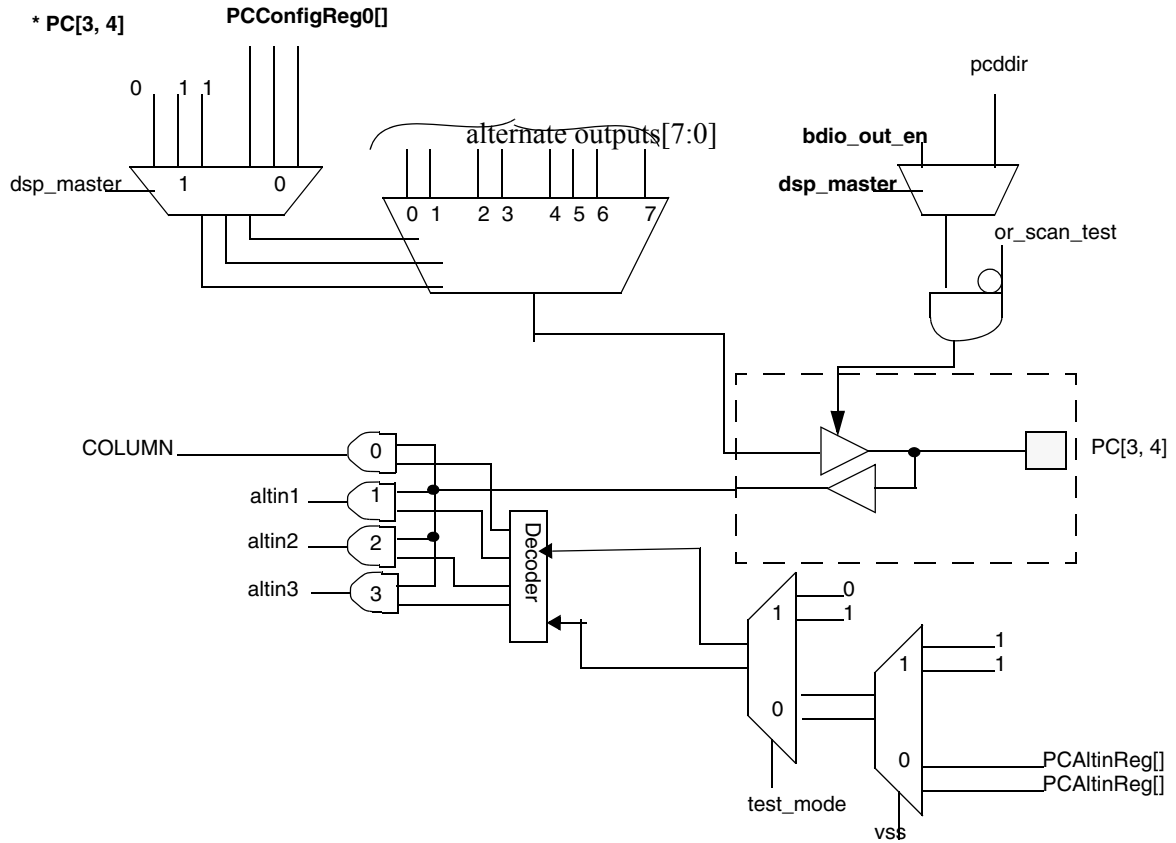 * PC[3, 4]
PCConfigReg0[]
0 1 1
dsp_master
1 0
alternate outputs[7:0]
0 1 2 3 4 5 6 7
pcddir
bdio_out_en
dsp_master
or_scan_test
COLUMN
0
altin1
1
altin2
2
altin3
3
Decoder
PC[3, 4]
1
0
0
1
test_mode
1
0
1
1
PCAltinReg[]
PCAltinReg[]
vss